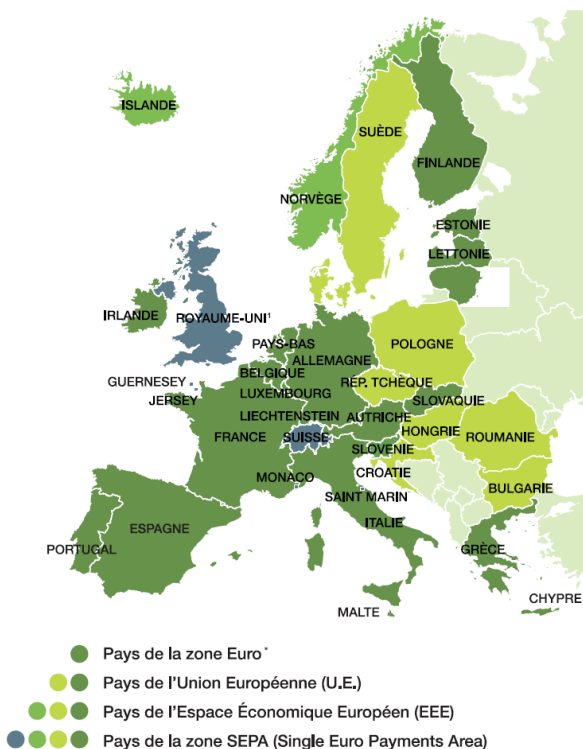 ISLANDE
SUÈDE
FINLANDE
NORVÈGE
ESTONIE
LETTONIE
IRLANDE
ROYAUME-UNI¹
PAYS-BAS
ALLEMAGNE
POLOGNE
BELGIQUE
RÉP. TCHÈQUE
GUERNESEY
JERSEY
LUXEMBOURG
SLOVAQUIE
LIECHTENSTEIN
AUTRICHE
FRANCE
SUISSE
HONGRIE
ROUMANIE
SLOVENIE
MONACO
CROATIE
BULGARIE
SAINT MARIN
ITALIE
ESPAGNE
PORTUGAL
GRÈCE
CHYPRE
MALTE
Pays de la zone Euro*
Pays de l'Union Européenne (U.E.)
Pays de l'Espace Économique Européen (EEE)
Pays de la zone SEPA (Single Euro Payments Area)